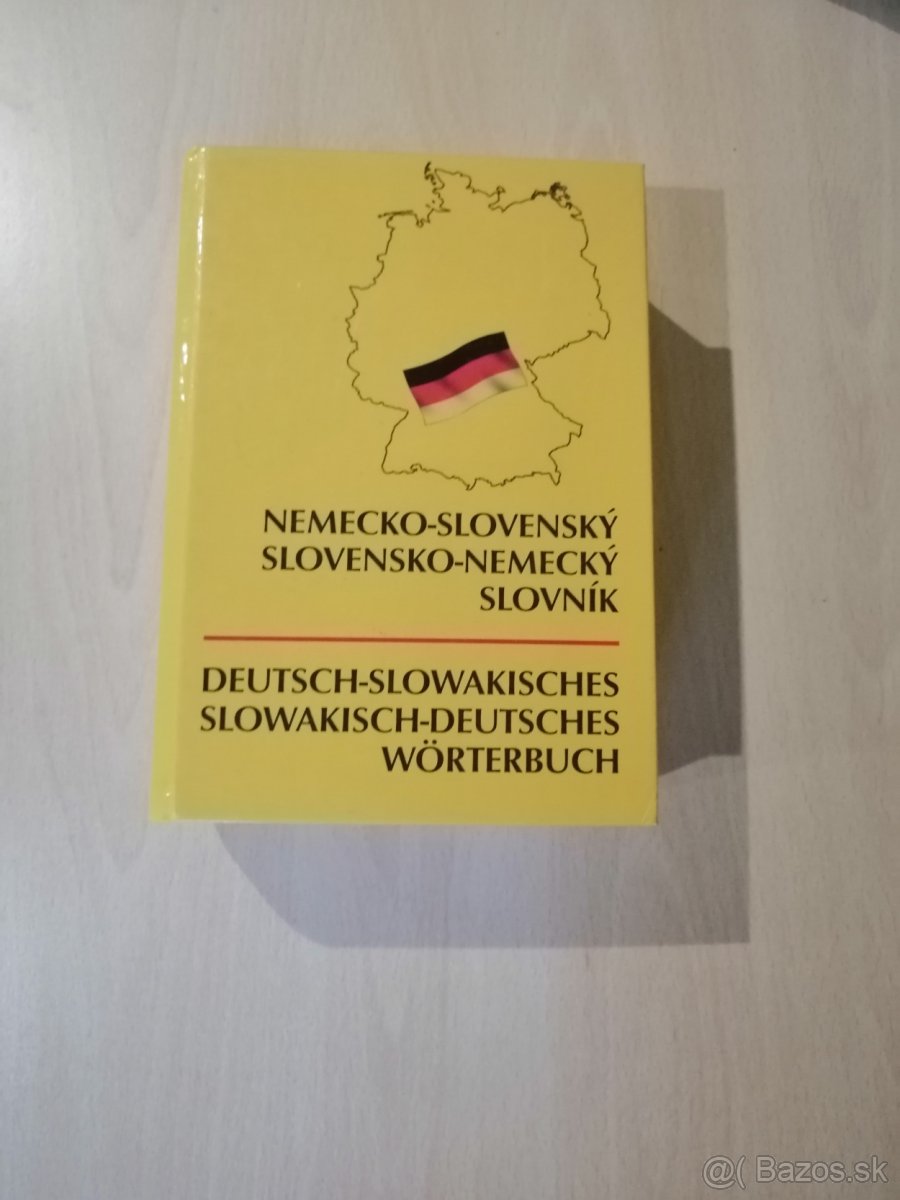 NEMECKO-SLOVENSKÝ
SLOVENSKO-NEMECKÝ
SLOVNÍK
DEUTSCH-SLOWAKISCHES
SLOWAKISCH-DEUTSCHES
WÖRTERBUCH
@( Bazos.sk